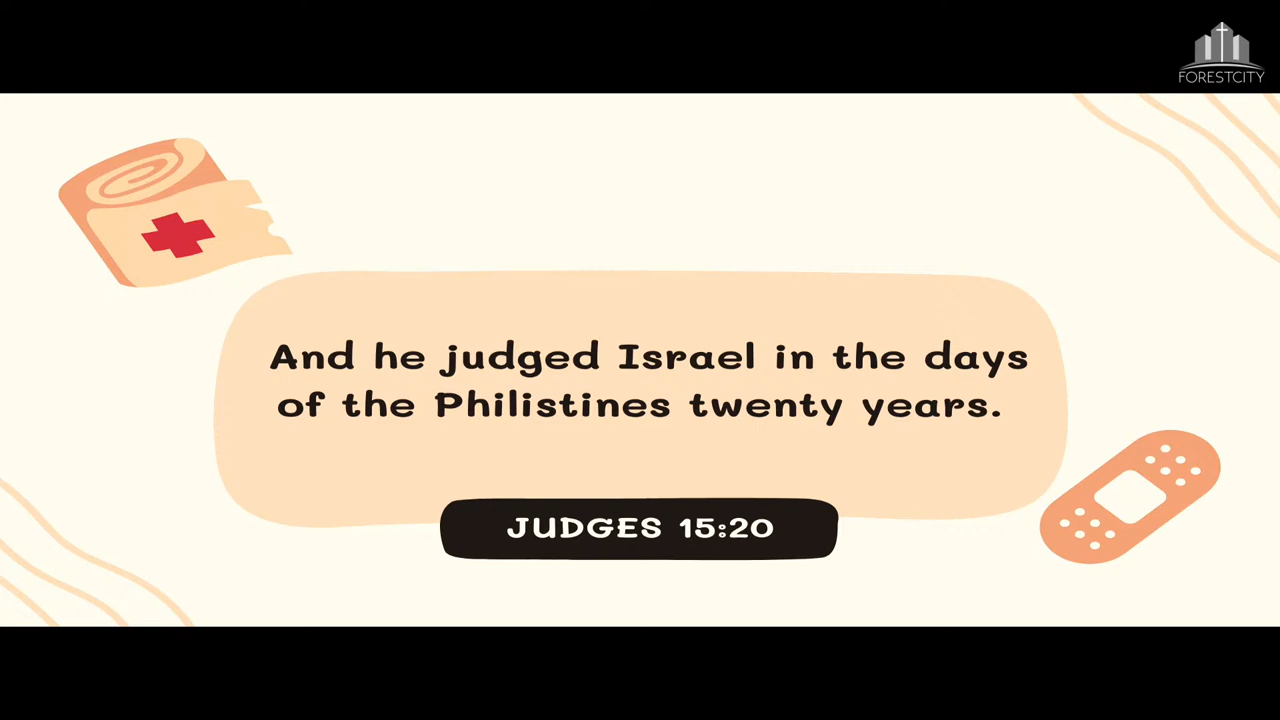 FORESTCITY
And he judged Israel in the days
of the Philistines twenty years.
JUDGES 15:20